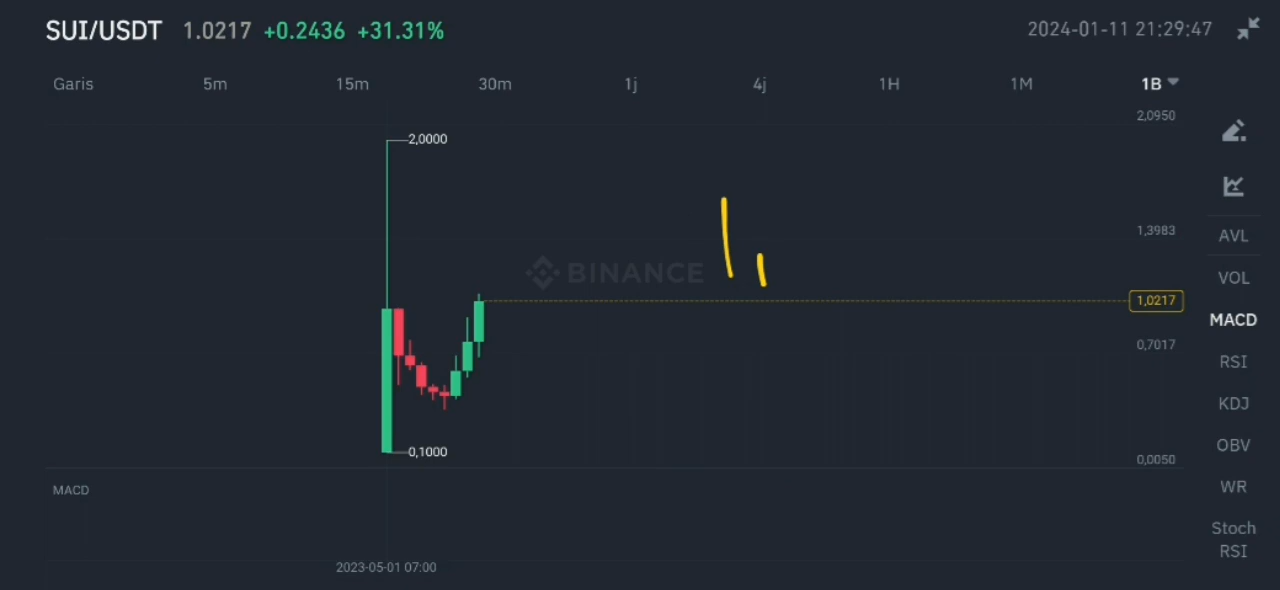 SUI/USDT 1.0217 +0.2436 +31.31% 2024-01-11 21:29:47
Garis 5m 15m 30m 1j 4j 1H 1M 1B
2,0950
2,0000
1,3983
BINANCE
1,0217
0,7017
0,1000
0,0050
MACD
2023-05-01 07:00
AVL
VOL
MACD
RSI
KDJ
OBV
WR
Stoch
RSI